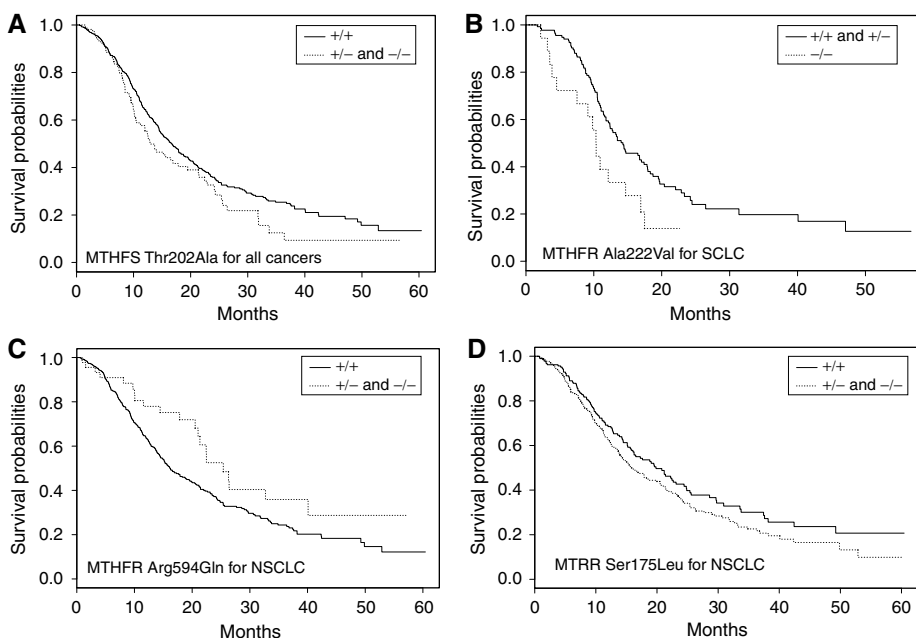 A
Survival probabilities
1.0
0.8
0.6
0.4
0.2
0.0
+/+
+/– and –/–
MTHFS Thr202Ala for all cancers
0 10 20 30 40 50 60
Months
B
Survival probabilities
1.0
0.8
0.6
0.4
0.2
0.0
+/+ and +/–
–/–
MTHFR Ala222Val for SCLC
0 10 20 30 40 50
Months
C
Survival probabilities
1.0
0.8
0.6
0.4
0.2
0.0
+/+
+/– and –/–
MTHFR Arg594Gln for NSCLC
0 10 20 30 40 50 60
Months
D
Survival probabilities
1.0
0.8
0.6
0.4
0.2
0.0
+/+
+/– and –/–
MTRR Ser175Leu for NSCLC
0 10 20 30 40 50 60
Months